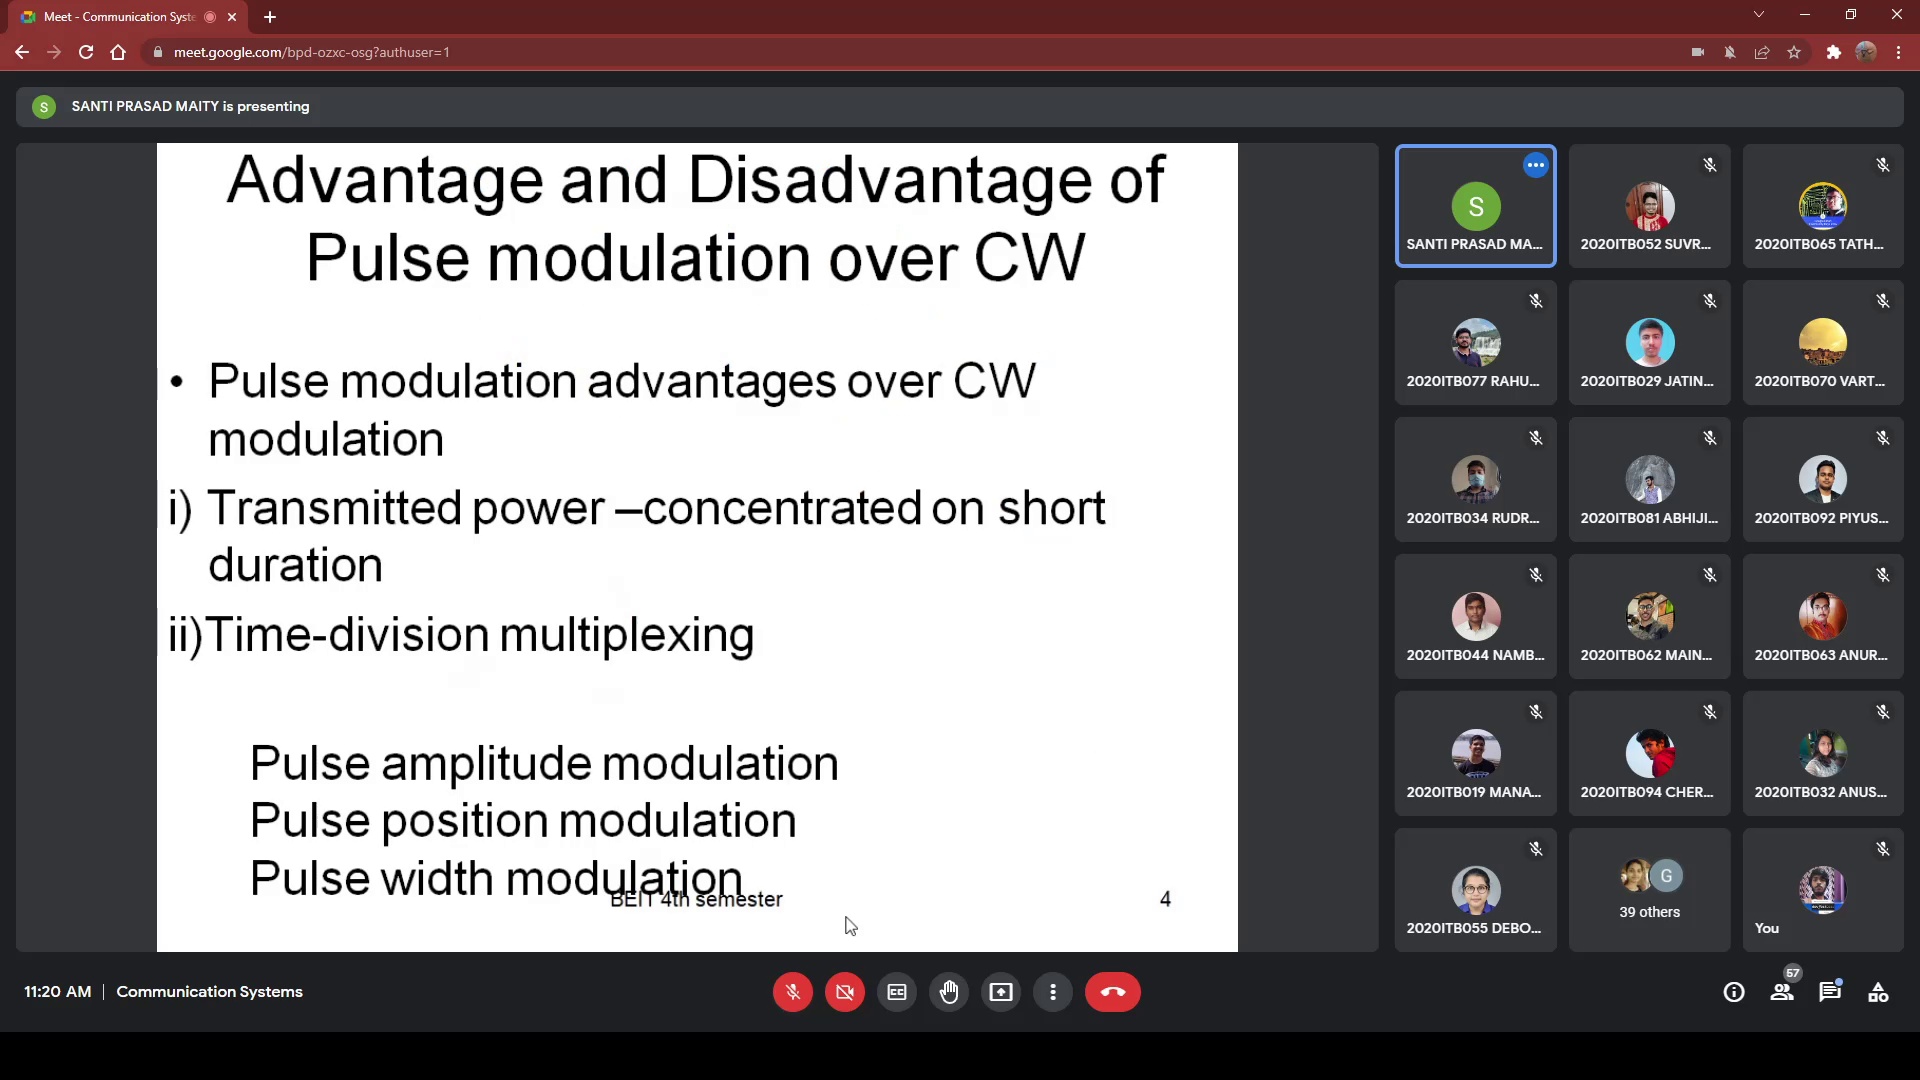 Meet - Communication Syste
meet.google.com/bpd-ozxc-osg?authuser=1
S
SANTI PRASAD MAITY is presenting
Advantage and Disadvantage of
Pulse modulation over CW
• Pulse modulation advantages over CW
modulation
i) Transmitted power –concentrated on short
duration
ii)Time-division multiplexing
Pulse amplitude modulation
Pulse position modulation
Pulse width modulation
BEIT 4th semester
4
S
SANTI PRASAD MA...
2020ITB052 SUVR...
2020ITB065 TATH...
2020ITB077 RAHU...
2020ITB029 JATIN...
2020ITB070 VART...
2020ITB034 RUDR...
2020ITB081 ABHIJI...
2020ITB092 PIYUS...
2020ITB044 NAMB...
2020ITB062 MAIN...
2020ITB063 ANUR...
2020ITB019 MANA...
2020ITB094 CHER...
2020ITB032 ANUS...
2020ITB055 DEBO...
G
39 others
You
11:20 AM | Communication Systems
57